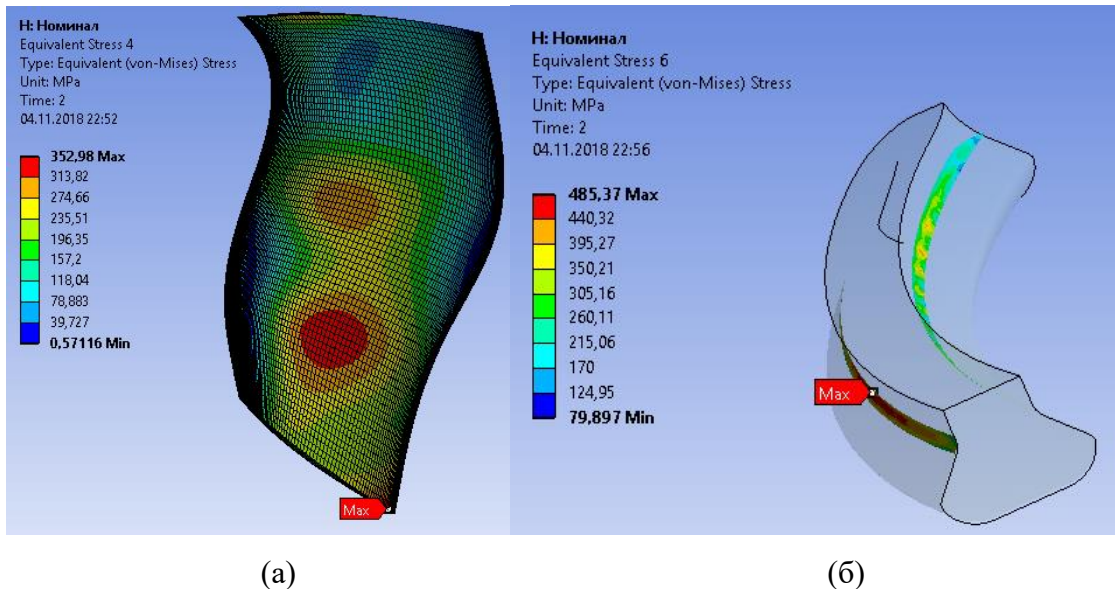 H: Номинал
Equivalent Stress 4
Type: Equivalent (von-Mises) Stress
Unit: MPa
Time: 2
04.11.2018 22:52
352,98 Max
313,82
274,66
235,51
196,35
157,2
118,04
78,883
39,727
0,57116 Min
Max
H: Номинал
Equivalent Stress 6
Type: Equivalent (von-Mises) Stress
Unit: MPa
Time: 2
04.11.2018 22:56
485,37 Max
440,32
395,27
350,21
305,16
260,11
215,06
170
124,95
79,897 Min
Max
(а)
(б)